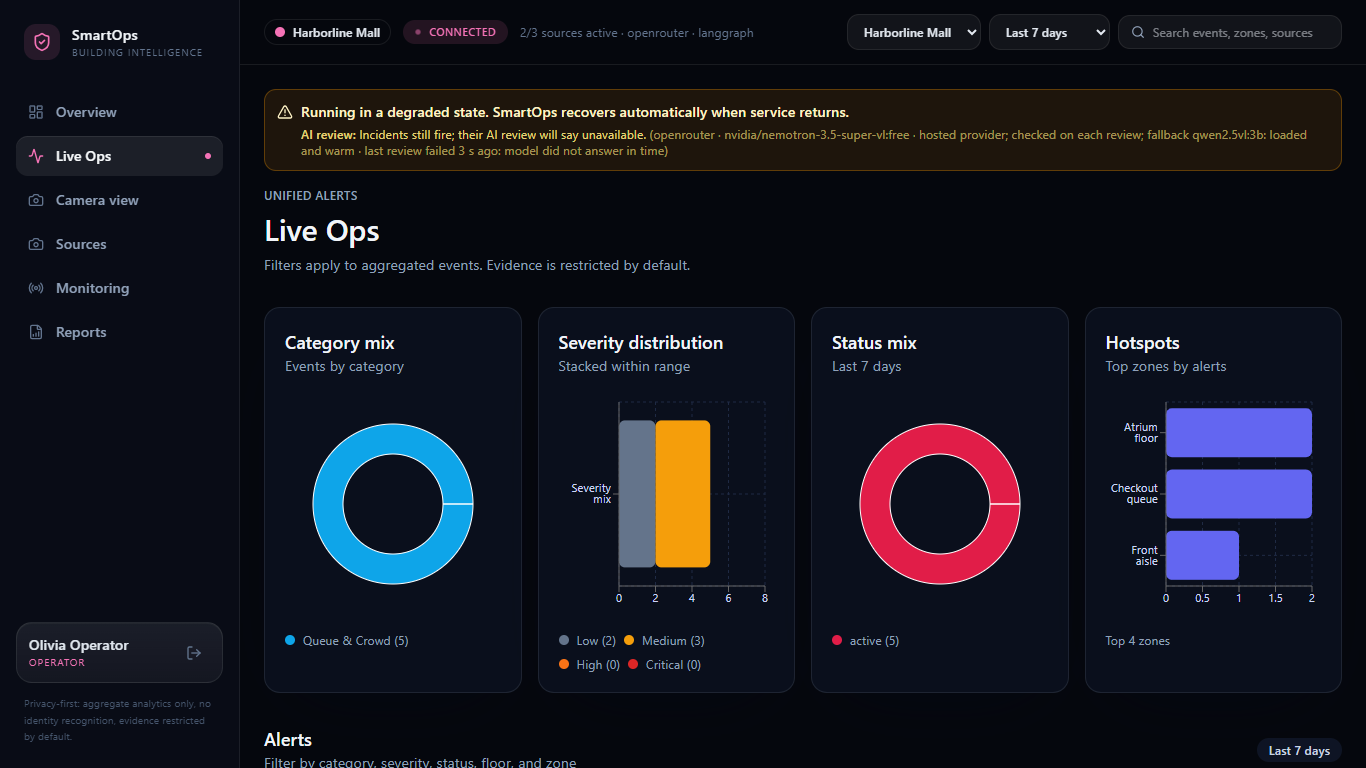 SmartOps
BUILDING INTELLIGENCE
Overview
Live Ops
Camera view
Sources
Monitoring
Reports
Olivia Operator
OPERATOR
Privacy-first: aggregate analytics only, no
identity recognition, evidence restricted
by default.
Harborline Mall
CONNECTED
2/3 sources active · openrouter · langgraph
Harborline Mall
Last 7 days
Search events, zones, sources
Running in a degraded state. SmartOps recovers automatically when service returns.
AI review: Incidents still fire; their AI review will say unavailable. (openrouter · nvidia/nemotron-3.5-super-vl:free · hosted provider; checked on each review; fallback qwen2.5vl:3b: loaded
and warm · last review failed 3 s ago: model did not answer in time)
UNIFIED ALERTS
Live Ops
Filters apply to aggregated events. Evidence is restricted by default.
Category mix
Events by category
Queue & Crowd (5)
Severity distribution
Stacked within range
Severity
mix
0 2 4 6 8
Low (2) Medium (3)
High (0) Critical (0)
Status mix
Last 7 days
active (5)
Hotspots
Top zones by alerts
Atrium
floor
Checkout
queue
Front
aisle
0 0.5 1 1.5 2
Top 4 zones
Alerts
Filter by category, severity, status, floor, and zone
Last 7 days